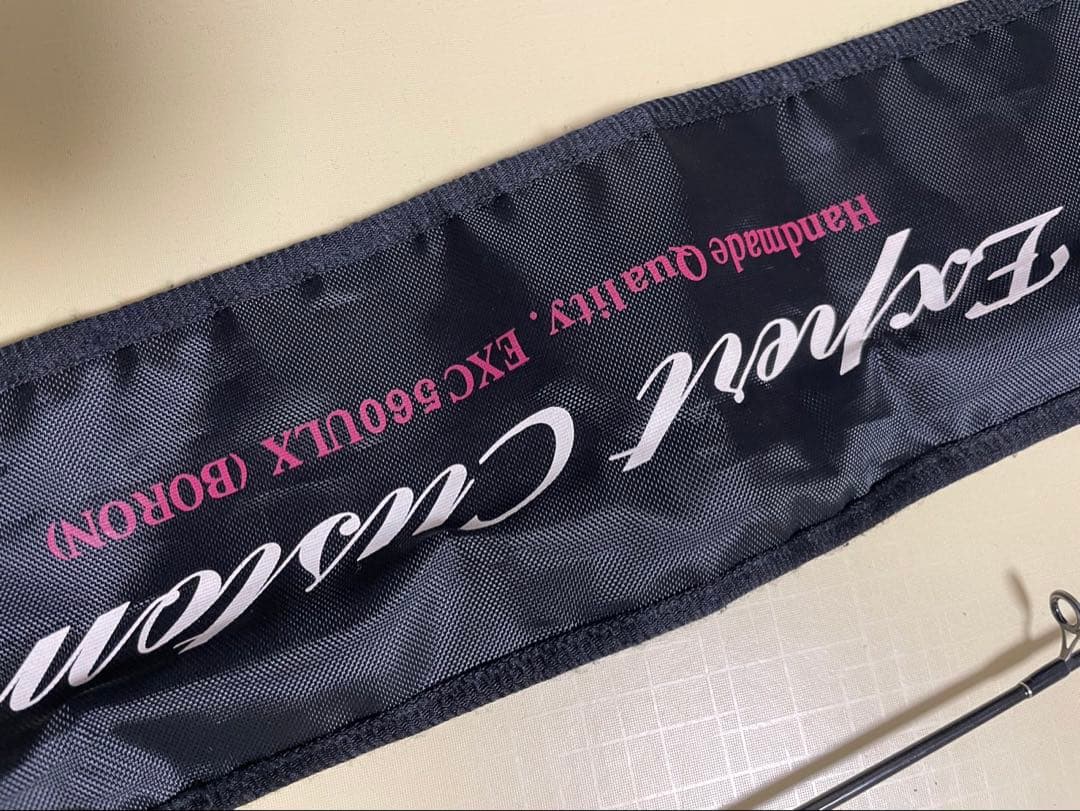 Expert Custom
Handmade Quality. EXC560ULX (BORON)